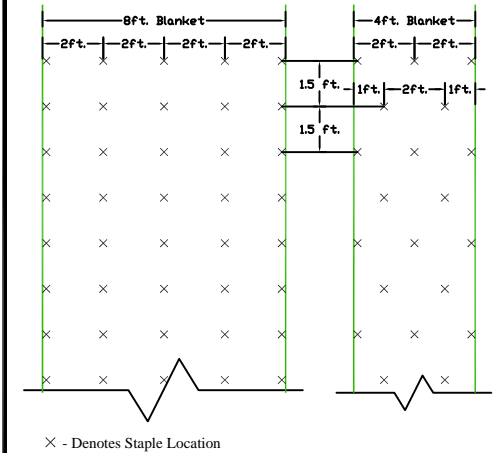 8ft. Blanket 4ft. Blanket
2ft. 2ft. 2ft. 2ft. 2ft. 2ft.
1.5 ft. 1ft. 2ft. 1ft.
1.5 ft.
× - Denotes Staple Location